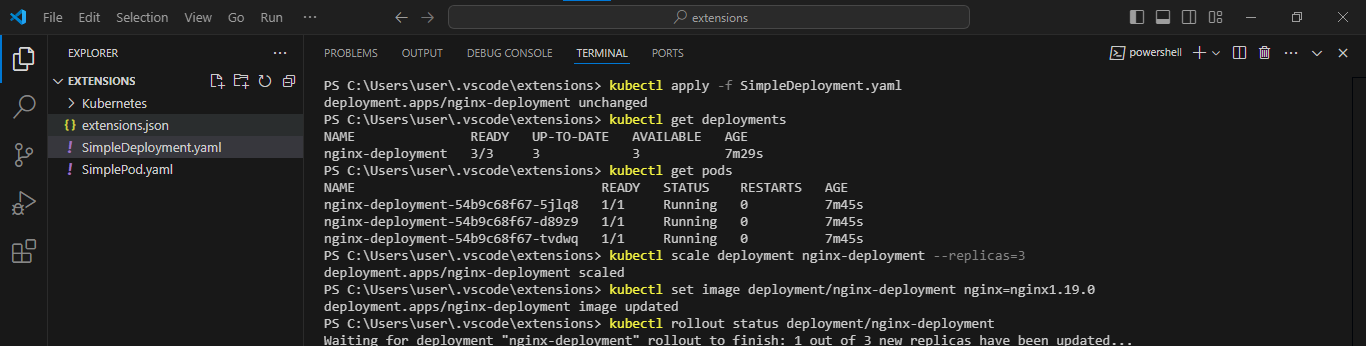 File Edit Selection View Go Run ··· extensions
EXPLORER ···
EXTENSIONS
Kubernetes
{} extensions.json
! SimpleDeployment.yaml
! SimplePod.yaml
PROBLEMS OUTPUT DEBUG CONSOLE TERMINAL PORTS powershell
PS C:\Users\user\.vscode\extensions> kubectl apply -f SimpleDeployment.yaml
deployment.apps/nginx-deployment unchanged
PS C:\Users\user\.vscode\extensions> kubectl get deployments
NAME READY UP-TO-DATE AVAILABLE AGE
nginx-deployment 3/3 3 3 7m29s
PS C:\Users\user\.vscode\extensions> kubectl get pods
NAME READY STATUS RESTARTS AGE
nginx-deployment-54b9c68f67-5jlq8 1/1 Running 0 7m45s
nginx-deployment-54b9c68f67-d89z9 1/1 Running 0 7m45s
nginx-deployment-54b9c68f67-tvdwq 1/1 Running 0 7m45s
PS C:\Users\user\.vscode\extensions> kubectl scale deployment nginx-deployment --replicas=3
deployment.apps/nginx-deployment scaled
PS C:\Users\user\.vscode\extensions> kubectl set image deployment/nginx-deployment nginx=nginx1.19.0
deployment.apps/nginx-deployment image updated
PS C:\Users\user\.vscode\extensions> kubectl rollout status deployment/nginx-deployment
Waiting for deployment "nginx-deployment" rollout to finish: 1 out of 3 new replicas have been updated...